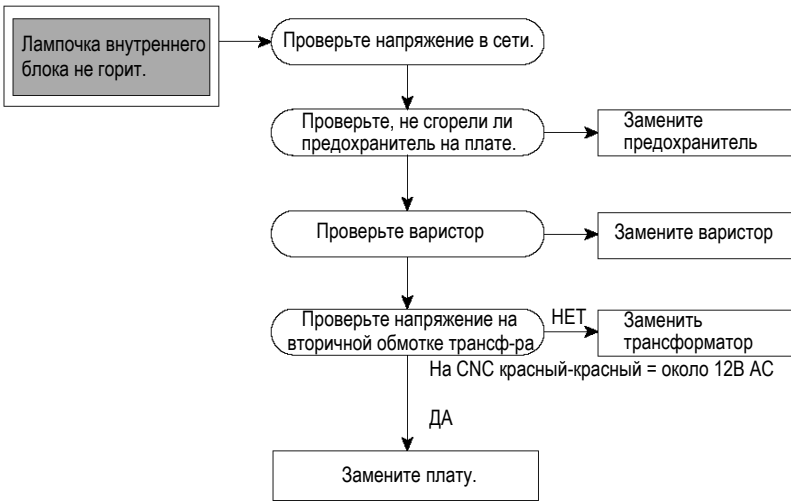 Лампочка внутреннего
блока не горит.
Проверьте напряжение в сети.
Проверьте, не сгорели ли
предохранитель на плате.
Замените
предохранитель
Проверьте варистор
Замените варистор
Проверьте напряжение на
вторичной обмотке трансф-ра
НЕТ
Заменить
трансформатор
На CNC красный-красный = около 12В АС
ДА
Замените плату.